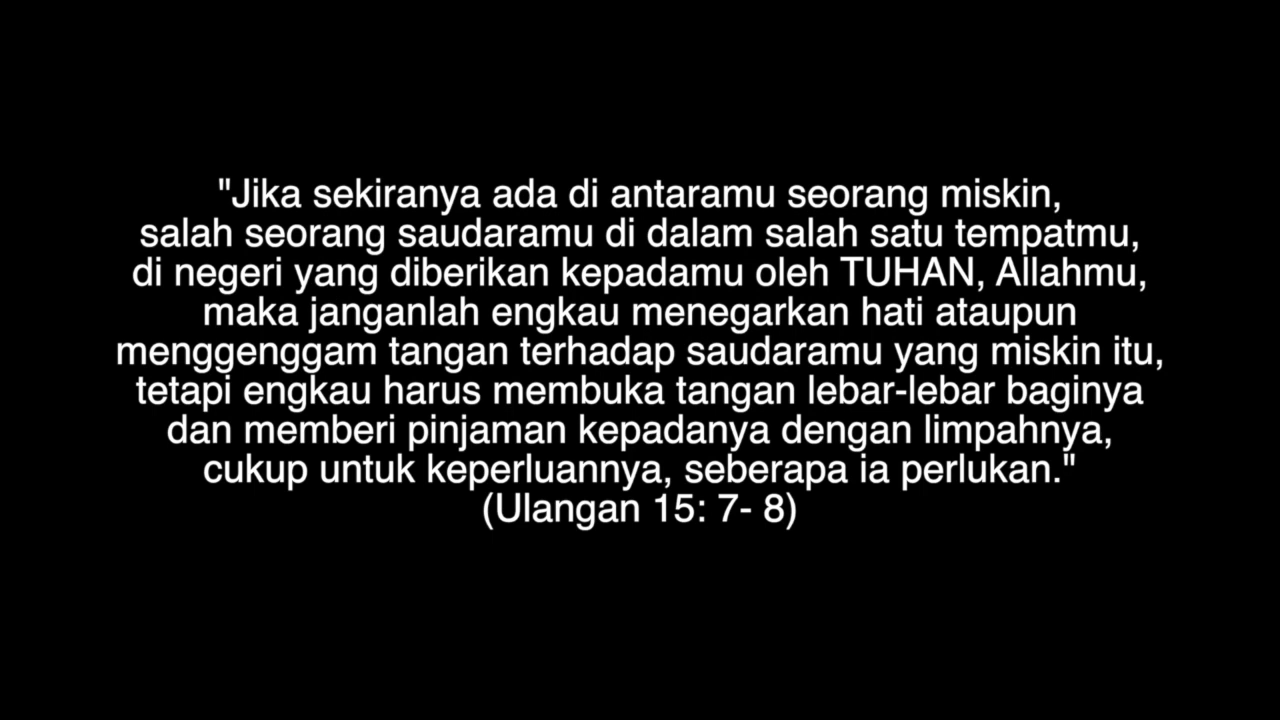 "Jika sekiranya ada di antaramu seorang miskin,
salah seorang saudaramu di dalam salah satu tempatmu,
di negeri yang diberikan kepadamu oleh TUHAN, Allahmu,
maka janganlah engkau menegarkan hati ataupun
menggenggam tangan terhadap saudaramu yang miskin itu,
tetapi engkau harus membuka tangan lebar-lebar baginya
dan memberi pinjaman kepadanya dengan limpahnya,
cukup untuk keperluannya, seberapa ia perlukan."
(Ulangan 15: 7- 8)